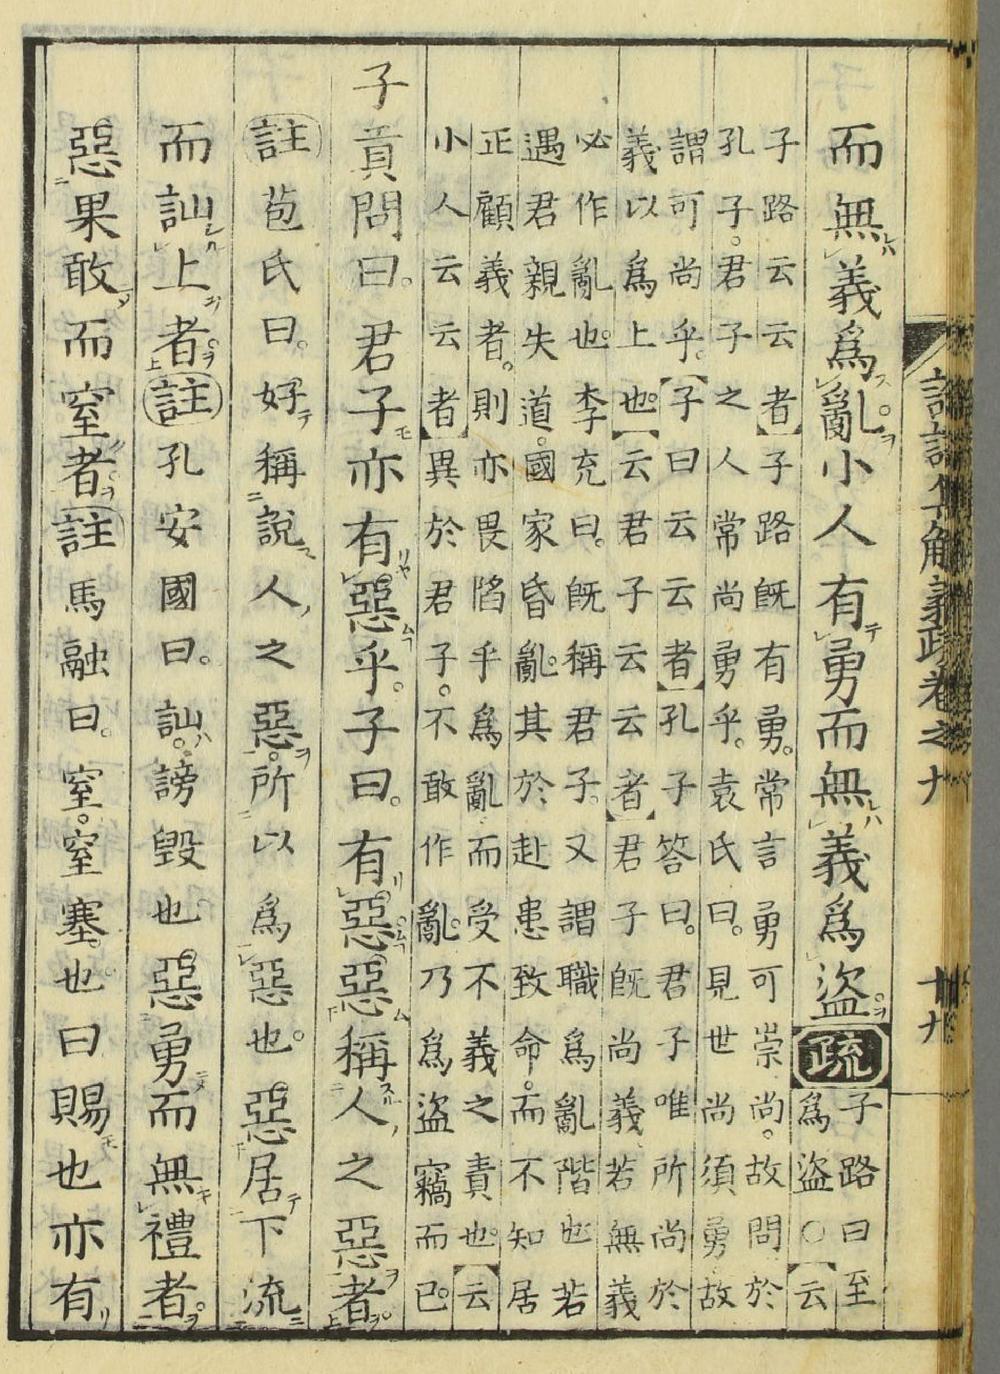 而無義爲亂小人有勇而無義爲盜疏子路曰至
爲盜○【云
子路云云者】子路既有勇。常言勇可崇尚。故問於
孔子。君子之人常尚勇乎。袁氏曰。見世尚須勇故
謂可尚乎。【子曰云云者】孔子答曰。君子唯所尚於
義以爲上也。【云君子云云者】君子既尚義若無義
必作亂也。李充曰。既稱君子。又謂職爲亂階也若
遇君親失道。國家昏亂。其於赴患致命。而不知居
正顧義者。則亦畏陷乎爲亂而受不義之責也。【云
小人云云者】異於君子。不敢作亂。乃爲盜竊而已。
子貢問曰。君子亦有惡乎。子曰。有惡惡稱人之惡者
註苞氏曰。好稱說人之惡。所以爲惡也。惡居下流
而訕上者。註孔安國曰。訕。謗毀也。惡勇而無禮者。
惡果敢而窒者。註馬融曰。窒。窒塞也。曰賜也亦有
論語集解義疏卷之九
廿九